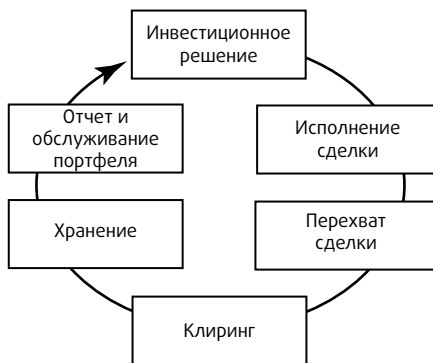 Инвестиционное
решение
Исполнение
сделки
Перехват
сделки
Клиринг
Хранение
Отчет и
обслуживание
портфеля